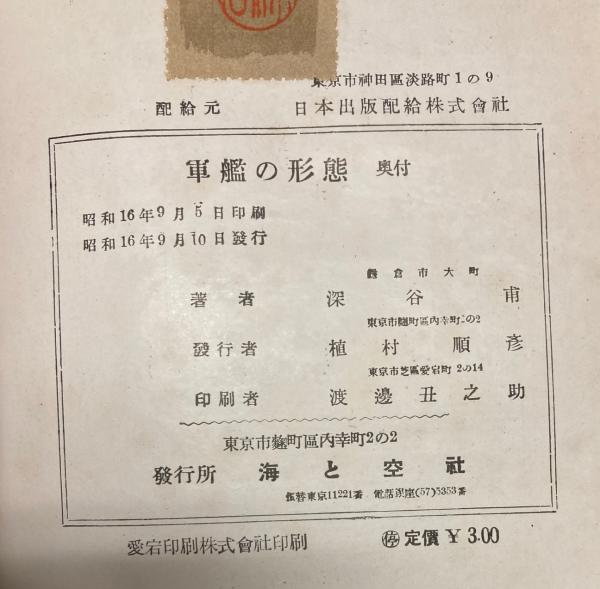 東京市神田區淡路町1の9
配給元 日本出版配給株式會社
軍艦の形態 奥付
昭和16年9月5日印刷
昭和16年9月10日發行
鎌倉市大町
著者 深谷甫
東京市麴町區內幸町2の2
發行者 植村順彦
東京市芝區愛宕町2の14
印刷者 渡邊丑之助
東京市麴町區內幸町2の2
發行所 海と空社
振替東京11221番 電話銀座(57)5353番
愛宕印刷株式會社印刷
㊡定價¥3.00